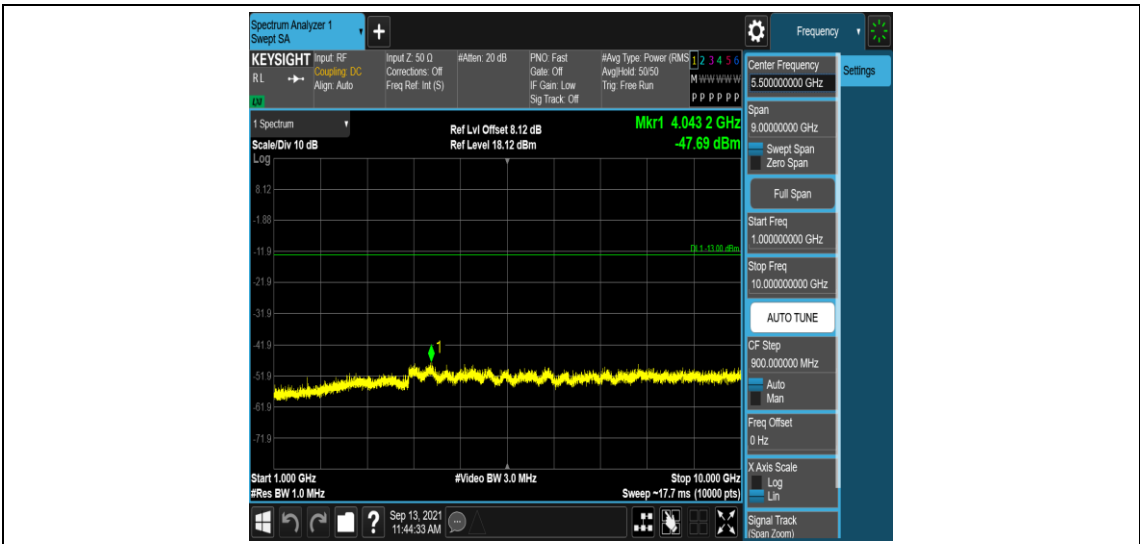 Spectrum Analyzer 1
Swept SA
Frequency
KEYSIGHT
RL
LXI
Input: RF
Coupling: DC
Align: Auto
Input Z: 50 Ω
Corrections: Off
Freq Ref: Int (S)
#Atten: 20 dB
PNO: Fast
Gate: Off
IF Gain: Low
Sig Track: Off
#Avg Type: Power (RMS
Avg|Hold: 50/50
Trig: Free Run
1 2 3 4 5 6
M W W W W W
P P P P P P
Center Frequency
5.500000000 GHz
Settings
Span
9.00000000 GHz
Swept Span
Zero Span
Full Span
Start Freq
1.000000000 GHz
Stop Freq
10.000000000 GHz
AUTO TUNE
CF Step
900.000000 MHz
Auto
Man
Freq Offset
0 Hz
X Axis Scale
Log
Lin
Signal Track
(Span Zoom)
1 Spectrum
Scale/Div 10 dB
Log
Ref Lvl Offset 8.12 dB
Ref Level 18.12 dBm
Mkr1 4.043 2 GHz
-47.69 dBm
8.12
-1.88
-11.9
DL1 -13.00 dBm
-21.9
-31.9
-41.9
1
-51.9
-61.9
-71.9
Start 1.000 GHz
#Video BW 3.0 MHz
Stop 10.000 GHz
#Res BW 1.0 MHz
Sweep ~17.7 ms (10000 pts)
Sep 13, 2021
11:44:33 AM